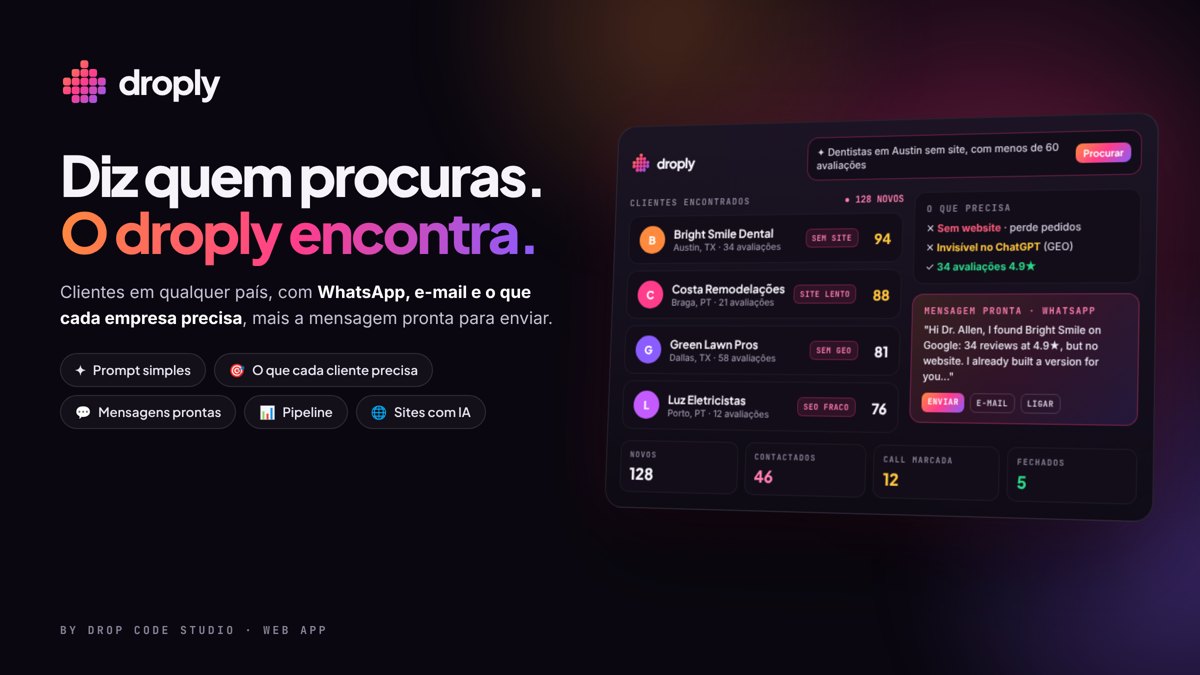 droply
Diz quem procuras.
O droply encontra.
Clientes em qualquer país, com WhatsApp, e-mail e o que
cada empresa precisa, mais a mensagem pronta para enviar.
✦ Prompt simples
🎯 O que cada cliente precisa
💬 Mensagens prontas
📊 Pipeline
🌐 Sites com IA
BY DROP CODE STUDIO · WEB APP
droply
✦ Dentistas em Austin sem site, com menos de 60
avaliações
Procurar
CLIENTES ENCONTRADOS
● 128 NOVOS
B
Bright Smile Dental
Austin, TX · 34 avaliações
SEM SITE
94
C
Costa Remodelações
Braga, PT · 21 avaliações
SITE LENTO
88
G
Green Lawn Pros
Dallas, TX · 58 avaliações
SEM GEO
81
L
Luz Eletricistas
Porto, PT · 12 avaliações
SEO FRACO
76
O QUE PRECISA
✕ Sem website · perde pedidos
✕ Invisível no ChatGPT (GEO)
✓ 34 avaliações 4.9★
MENSAGEM PRONTA · WHATSAPP
"Hi Dr. Allen, I found Bright Smile on
Google: 34 reviews at 4.9★, but no
website. I already built a version for
you..."
ENVIAR
E-MAIL
LIGAR
NOVOS
128
CONTACTADOS
46
CALL MARCADA
12
FECHADOS
5